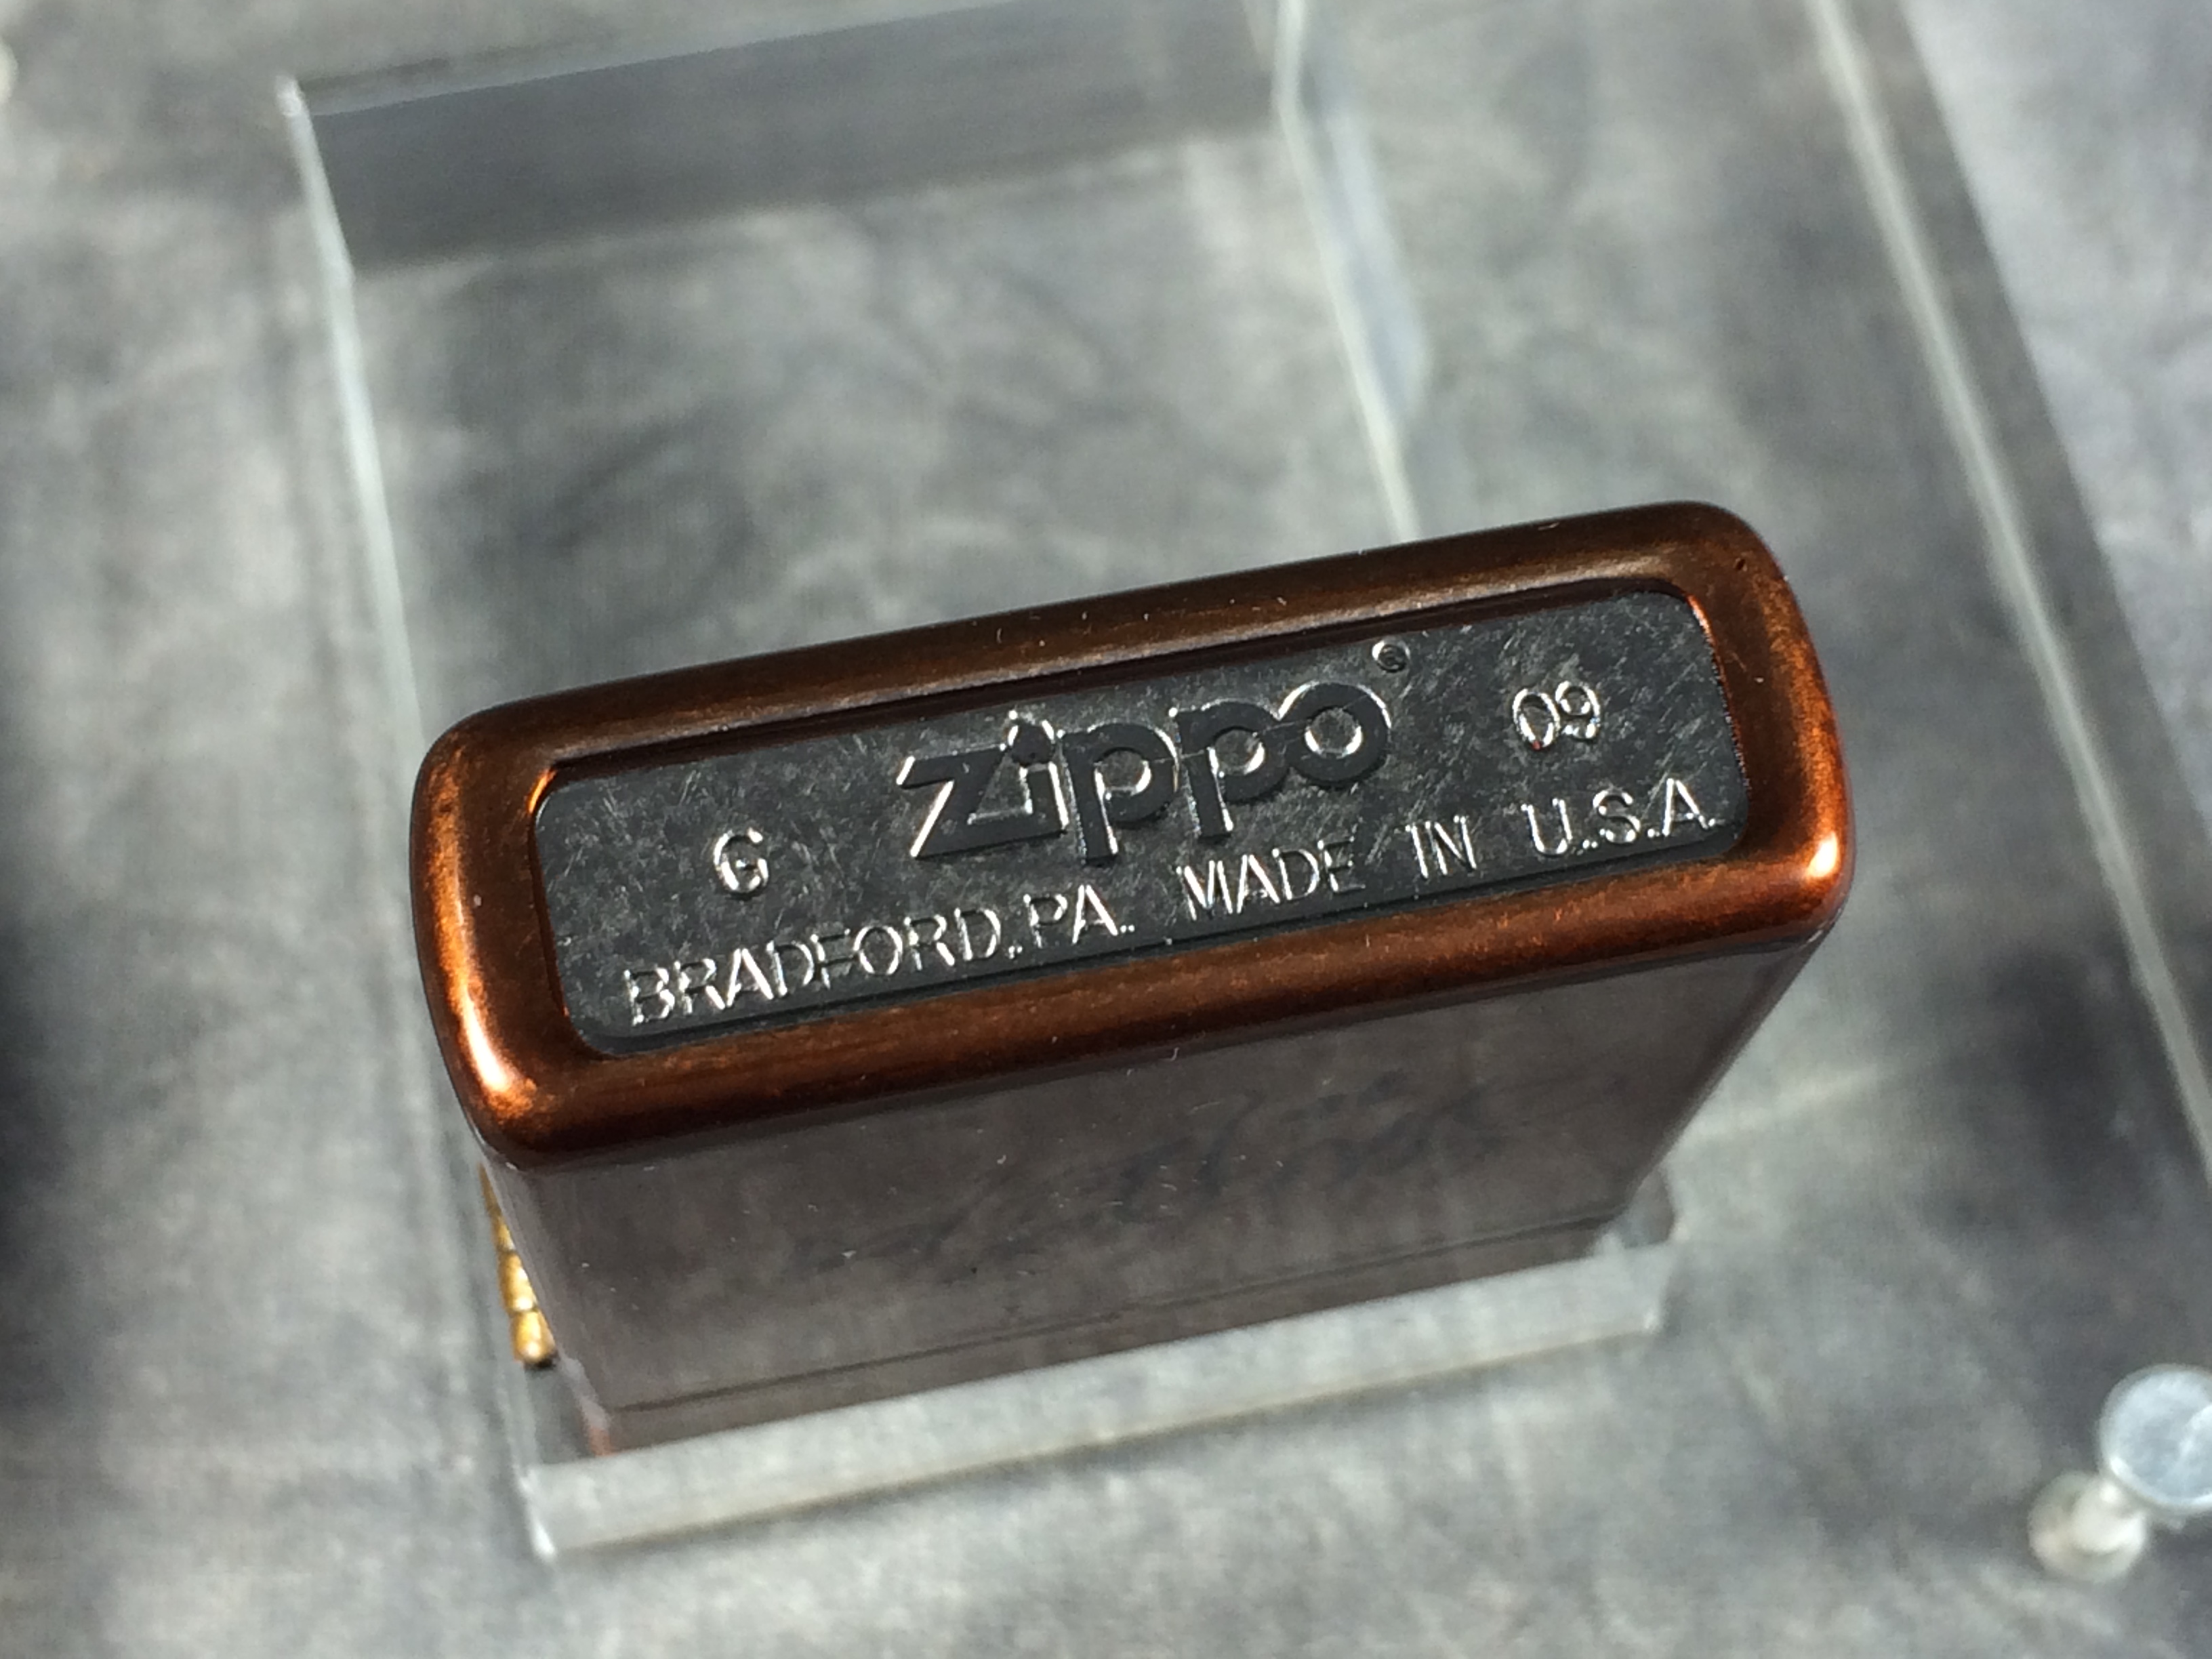 zippo®
G 09
BRADFORD,PA. MADE IN U.S.A.